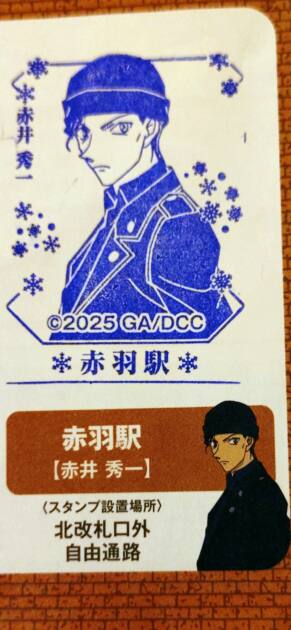 赤井 秀一
©2025 GA/DCC
赤羽駅
赤羽駅
【赤井 秀一】
〈スタンプ設置場所〉
北改札口外
自由通路